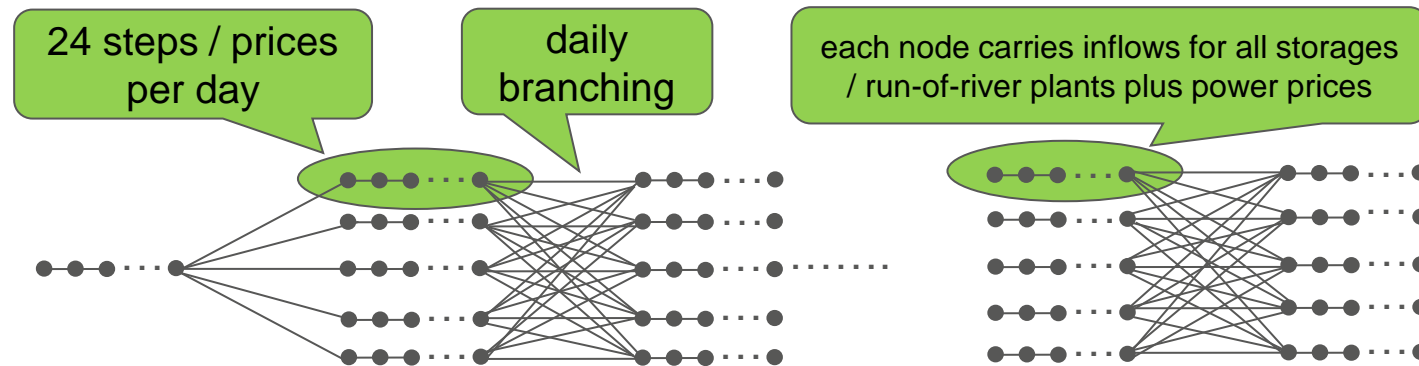 24 steps / prices
per day
daily
branching
each node carries inflows for all storages
/ run-of-river plants plus power prices